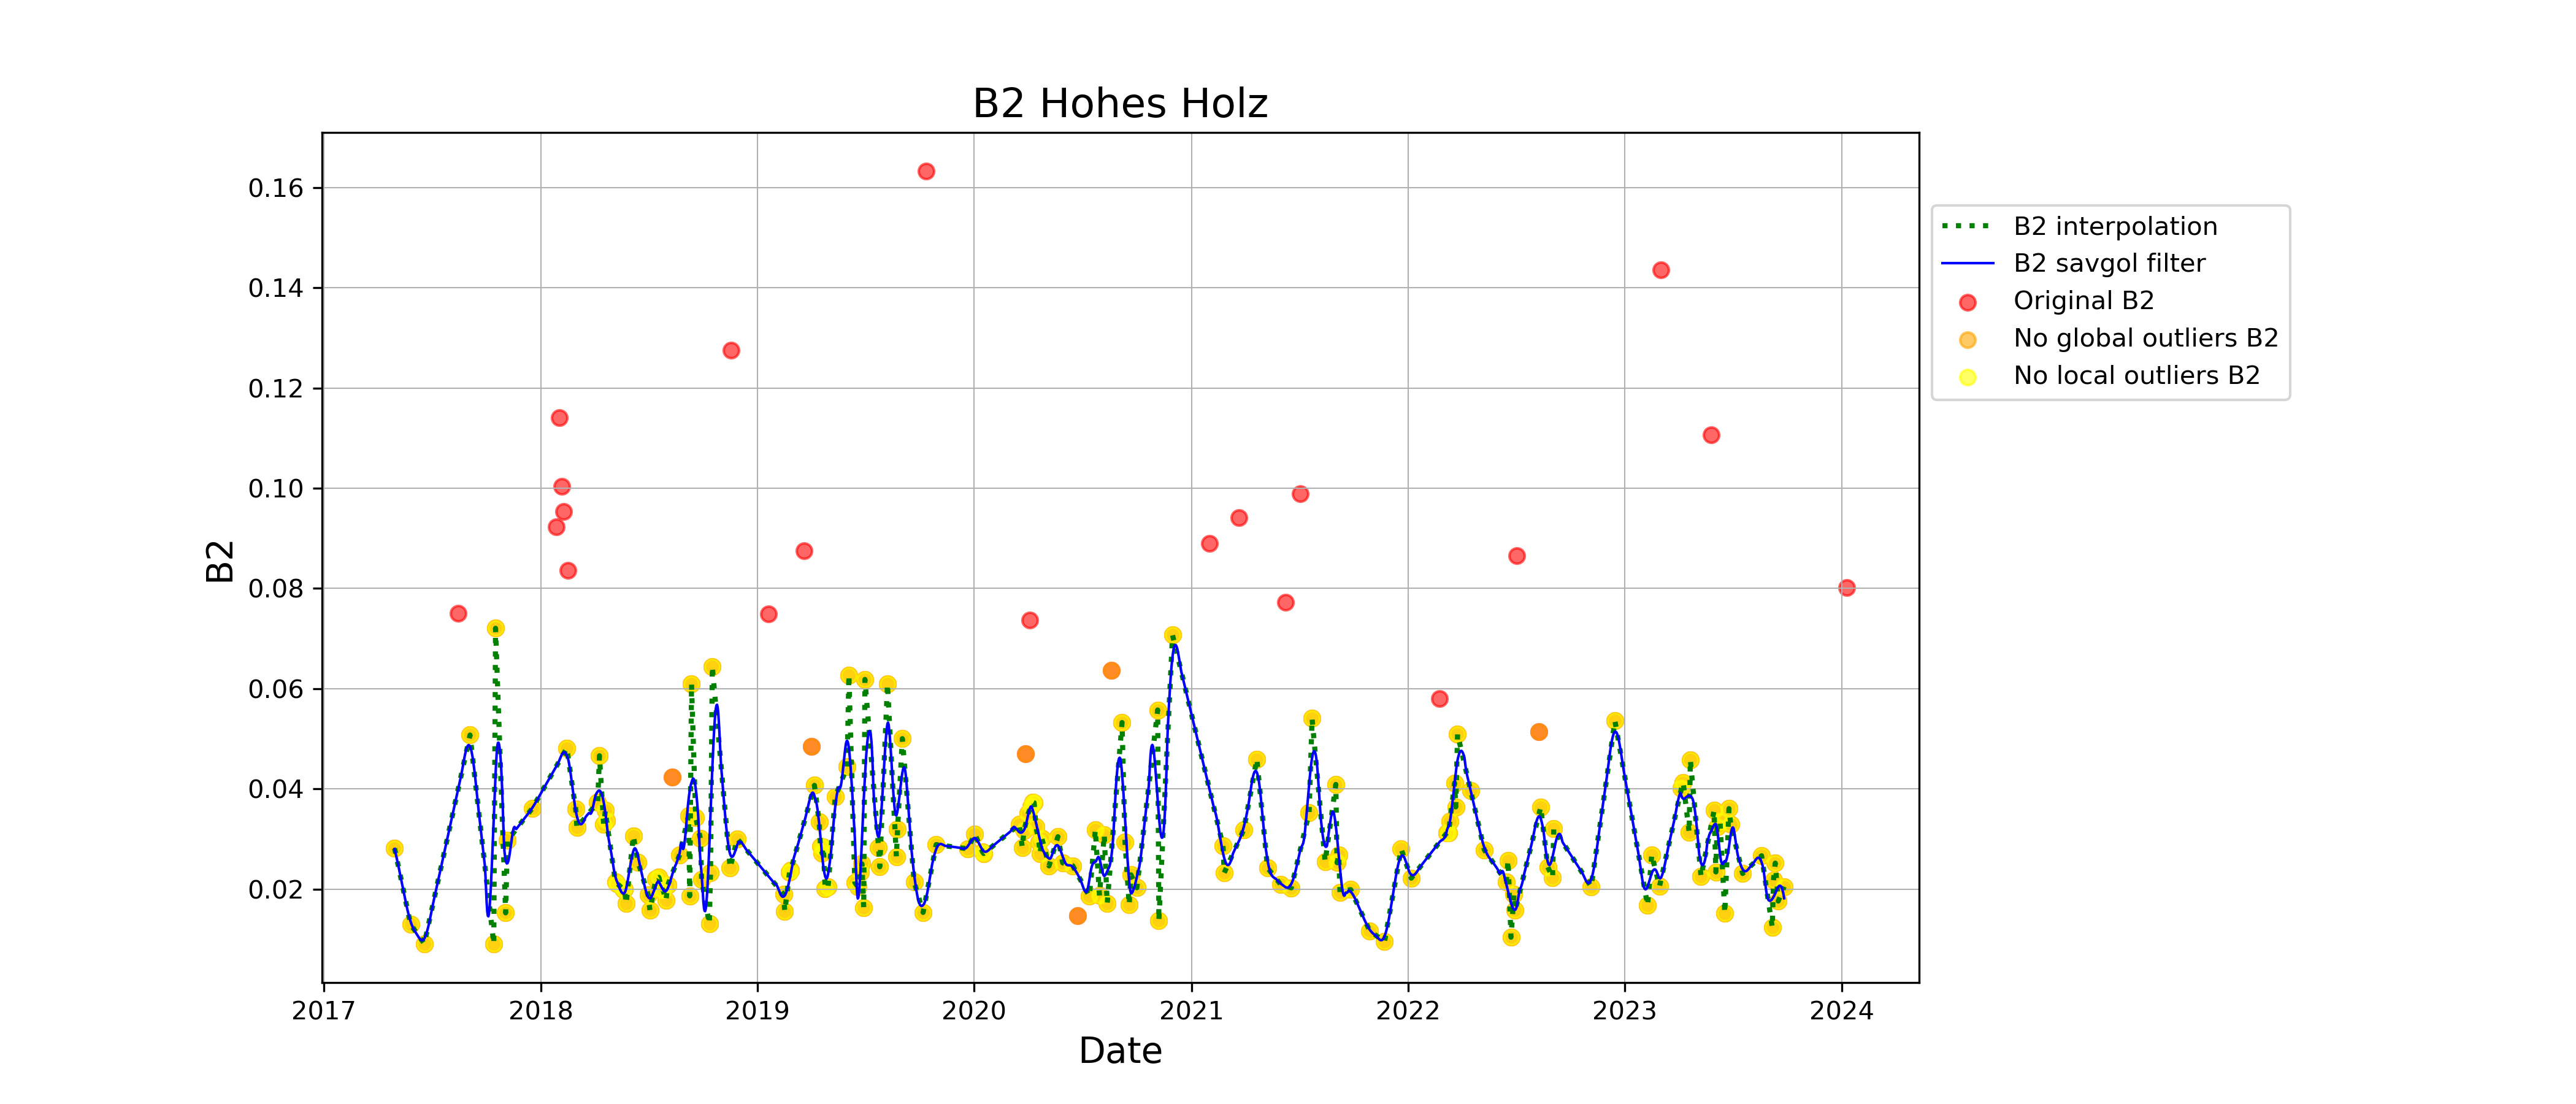 B2 Hohes Holz
0.16
0.14
0.12
0.10
0.08
0.06
0.04
0.02
B2
2017 2018 2019 2020 2021 2022 2023 2024
Date
B2 interpolation
B2 savgol filter
Original B2
No global outliers B2
No local outliers B2